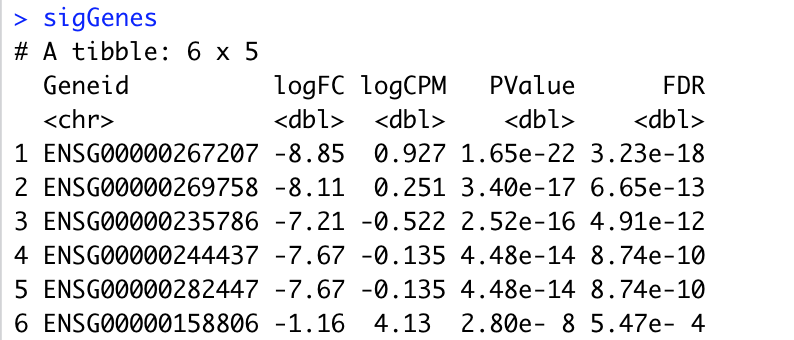 > sigGenes
# A tibble: 6 x 5
  Geneid          logFC logCPM   PValue      FDR
  <chr>           <dbl>  <dbl>    <dbl>    <dbl>
1 ENSG00000267207 -8.85  0.927 1.65e-22 3.23e-18
2 ENSG00000269758 -8.11  0.251 3.40e-17 6.65e-13
3 ENSG00000235786 -7.21 -0.522 2.52e-16 4.91e-12
4 ENSG00000244437 -7.67 -0.135 4.48e-14 8.74e-10
5 ENSG00000282447 -7.67 -0.135 4.48e-14 8.74e-10
6 ENSG00000158806 -1.16  4.13  2.80e- 8 5.47e- 4